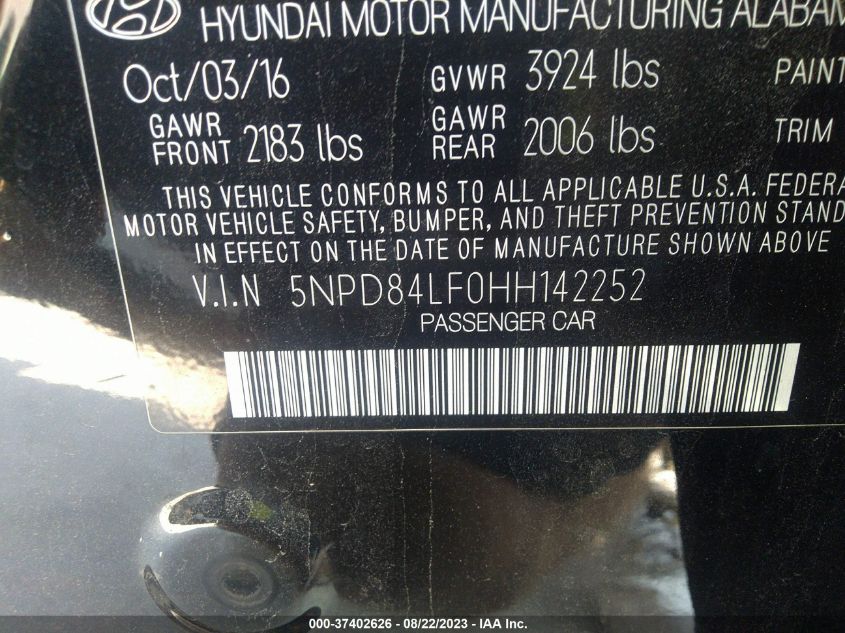 HYUNDAI MOTOR MANUFACTURING ALABAM
Oct/03/16 GVWR 3924 lbs PAINT
GAWR FRONT 2183 lbs GAWR REAR 2006 lbs TRIM
THIS VEHICLE CONFORMS TO ALL APPLICABLE U.S.A. FEDERA
MOTOR VEHICLE SAFETY, BUMPER, AND THEFT PREVENTION STAND
IN EFFECT ON THE DATE OF MANUFACTURE SHOWN ABOVE
V.I.N 5NPD84LF0HH142252
PASSENGER CAR
000-37402626 - 08/22/2023 - IAA Inc.